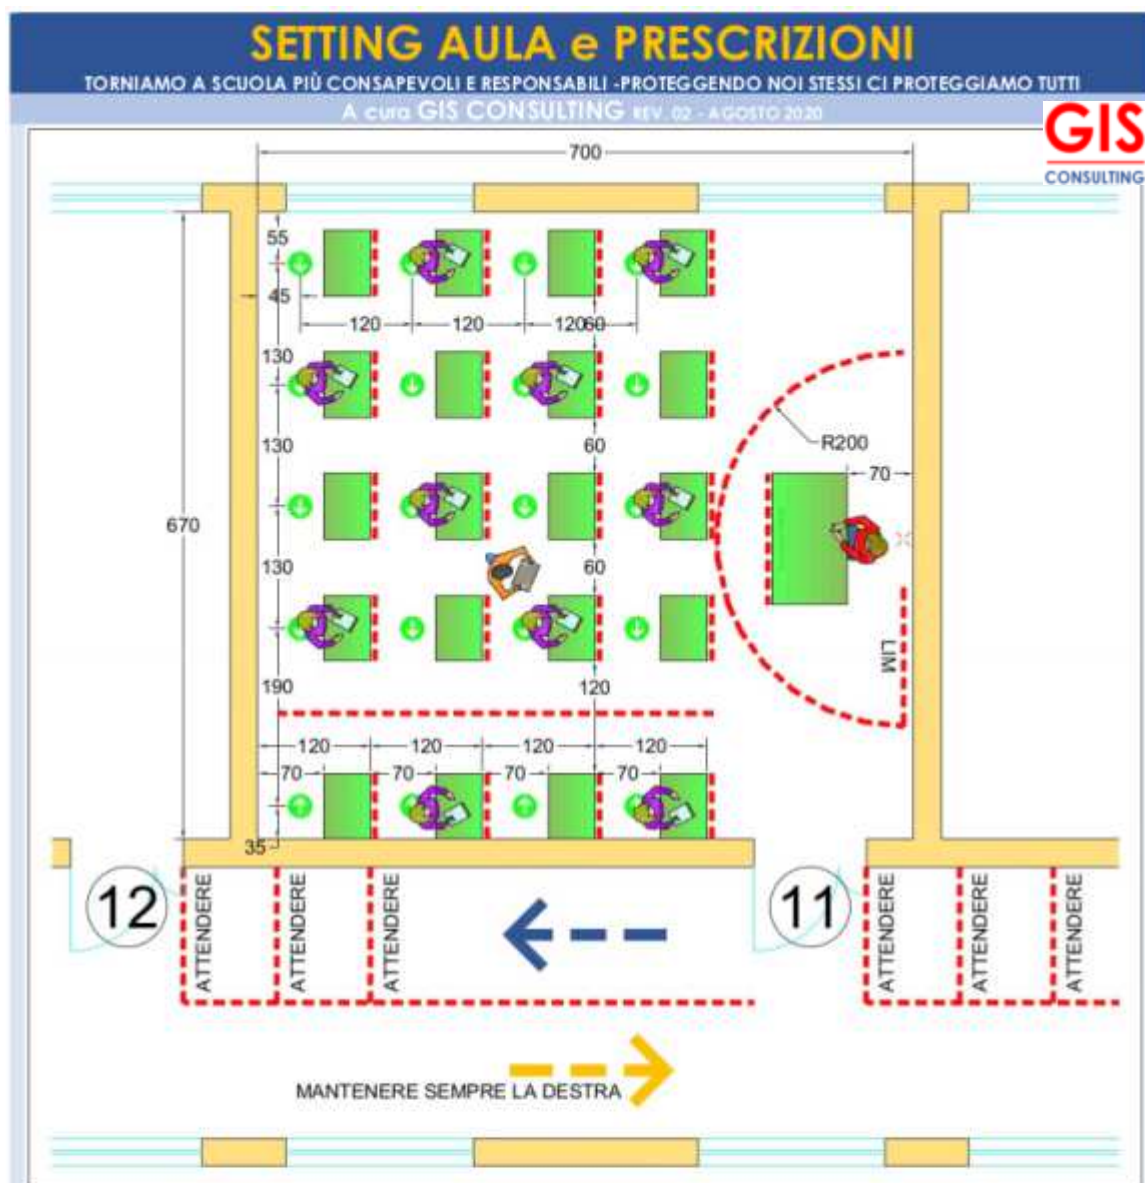 SETTING AULA e PRESCRIZIONI
TORNIAMO A SCUOLA PIÙ CONSAPEVOLI E RESPONSABILI -PROTEGGENDO NOI STESSI CI PROTEGGIAMO TUTTI
A cura GIS CONSULTING REV. 02 - AGOSTO 2020
GIS
CONSULTING
700
55
45
120 120 120 60
130
130 60
R200
70
670
130 60
LIM
190 120
120 120 120 120
70 70 70 70
35
12 11
ATTENDERE ATTENDERE ATTENDERE ATTENDERE ATTENDERE ATTENDERE
MANTENERE SEMPRE LA DESTRA